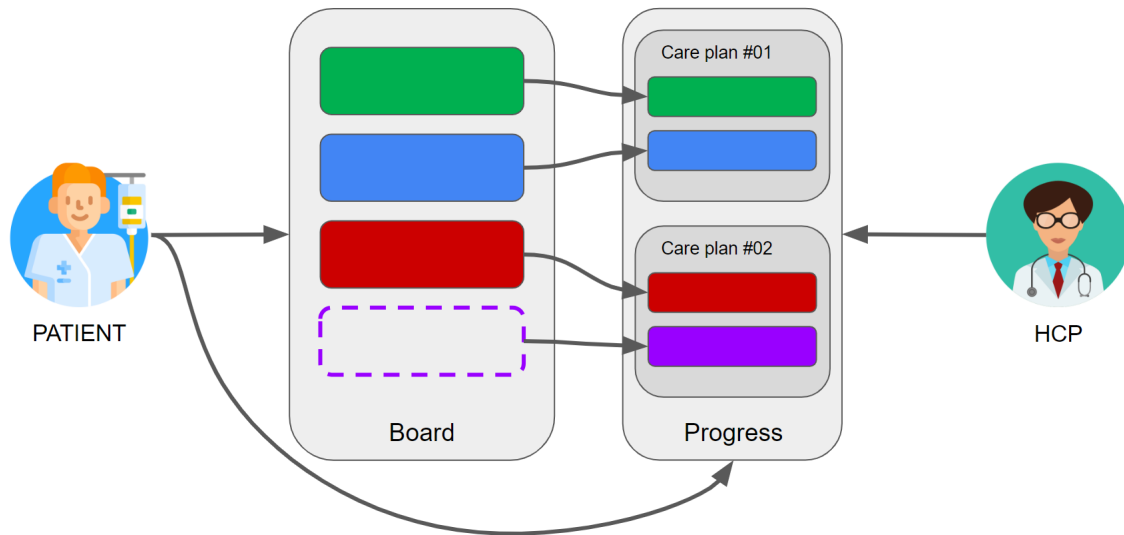 Care plan #01
Care plan #02
PATIENT
HCP
Board
Progress